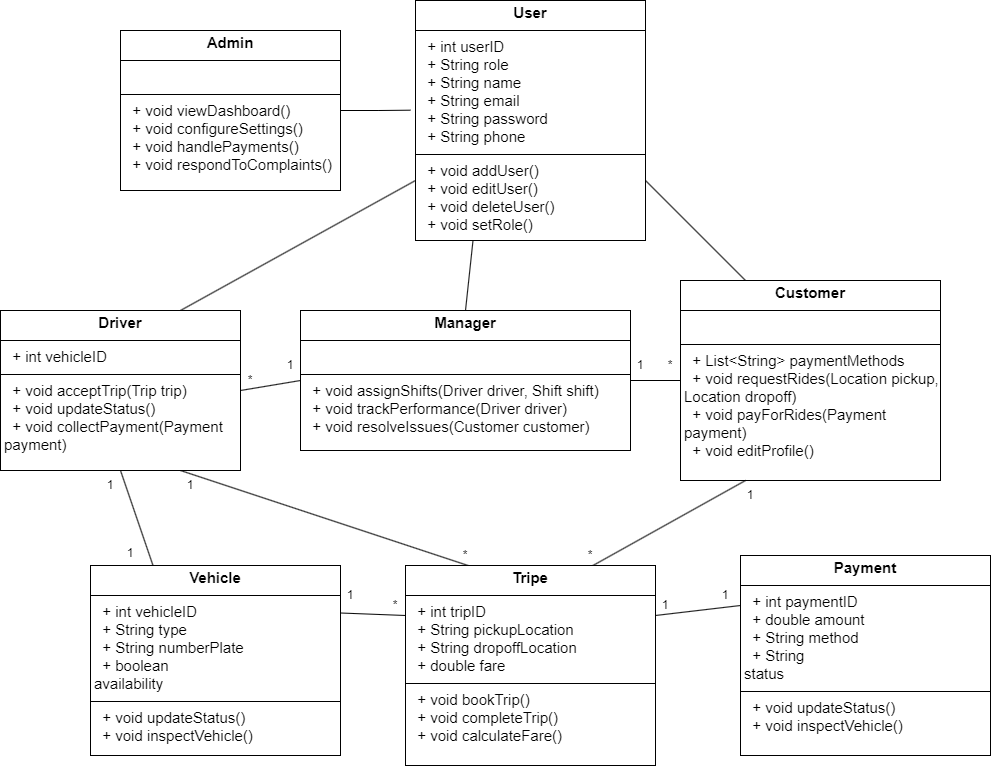 User
+ int userID
+ String role
+ String name
+ String email
+ String password
+ String phone
+ void addUser()
+ void editUser()
+ void deleteUser()
+ void setRole()
Admin
+ void viewDashboard()
+ void configureSettings()
+ void handlePayments()
+ void respondToComplaints()
Driver
+ int vehicleID
+ void acceptTrip(Trip trip)
+ void updateStatus()
+ void collectPayment(Payment
payment)
*
1
Manager
+ void assignShifts(Driver driver, Shift shift)
+ void trackPerformance(Driver driver)
+ void resolveIssues(Customer customer)
1
*
Customer
+ List<String> paymentMethods
+ void requestRides(Location pickup,
Location dropoff)
+ void payForRides(Payment
payment)
+ void editProfile()
1
1
1
1
*
*
Vehicle
+ int vehicleID
+ String type
+ String numberPlate
+ boolean
availability
+ void updateStatus()
+ void inspectVehicle()
1
*
Tripe
+ int tripID
+ String pickupLocation
+ String dropoffLocation
+ double fare
+ void bookTrip()
+ void completeTrip()
+ void calculateFare()
1
1
Payment
+ int paymentID
+ double amount
+ String method
+ String
status
+ void updateStatus()
+ void inspectVehicle()